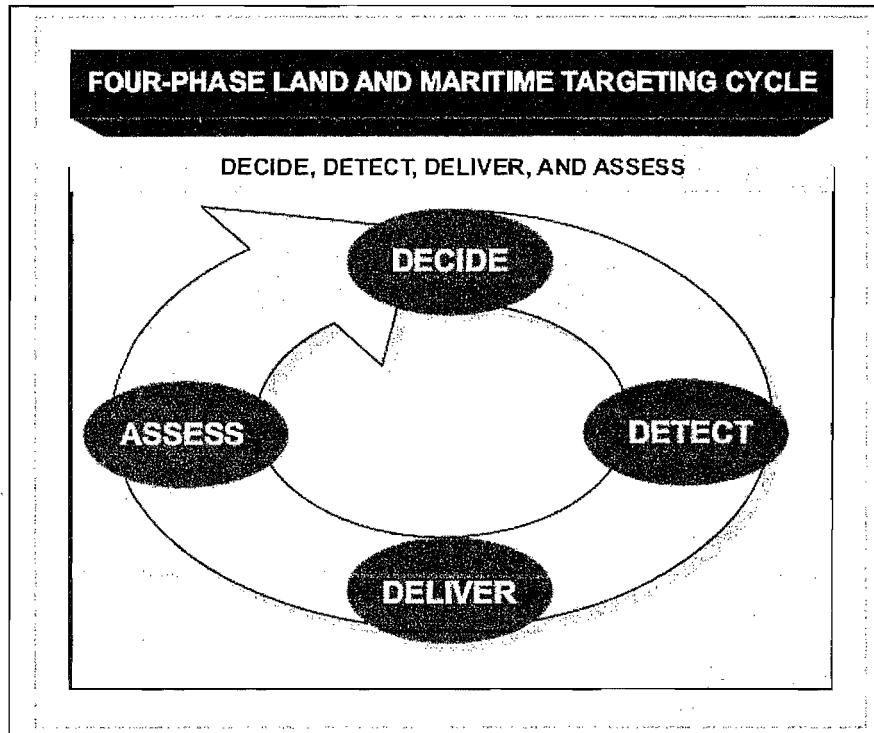 FOUR-PHASE LAND AND MARITIME TARGETING CYCLE
DECIDE, DETECT, DELIVER, AND ASSESS
DECIDE
ASSESS
DETECT
DELIVER